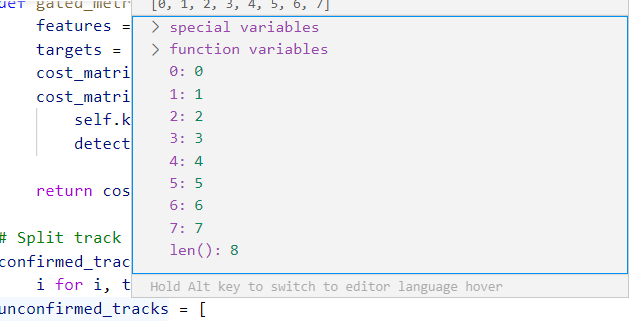 def gated_metri
[0, 1, 2, 3, 4, 5, 6, 7]
features =
> special variables
targets =
> function variables
cost_matri
0: 0
cost_matri
1: 1
self.k
2: 2
detect
3: 3
4: 4
return cos
5: 5
6: 6
# Split track
7: 7
confirmed_trac
len(): 8
i for i, t
Hold Alt key to switch to editor language hover
unconfirmed_tracks = [